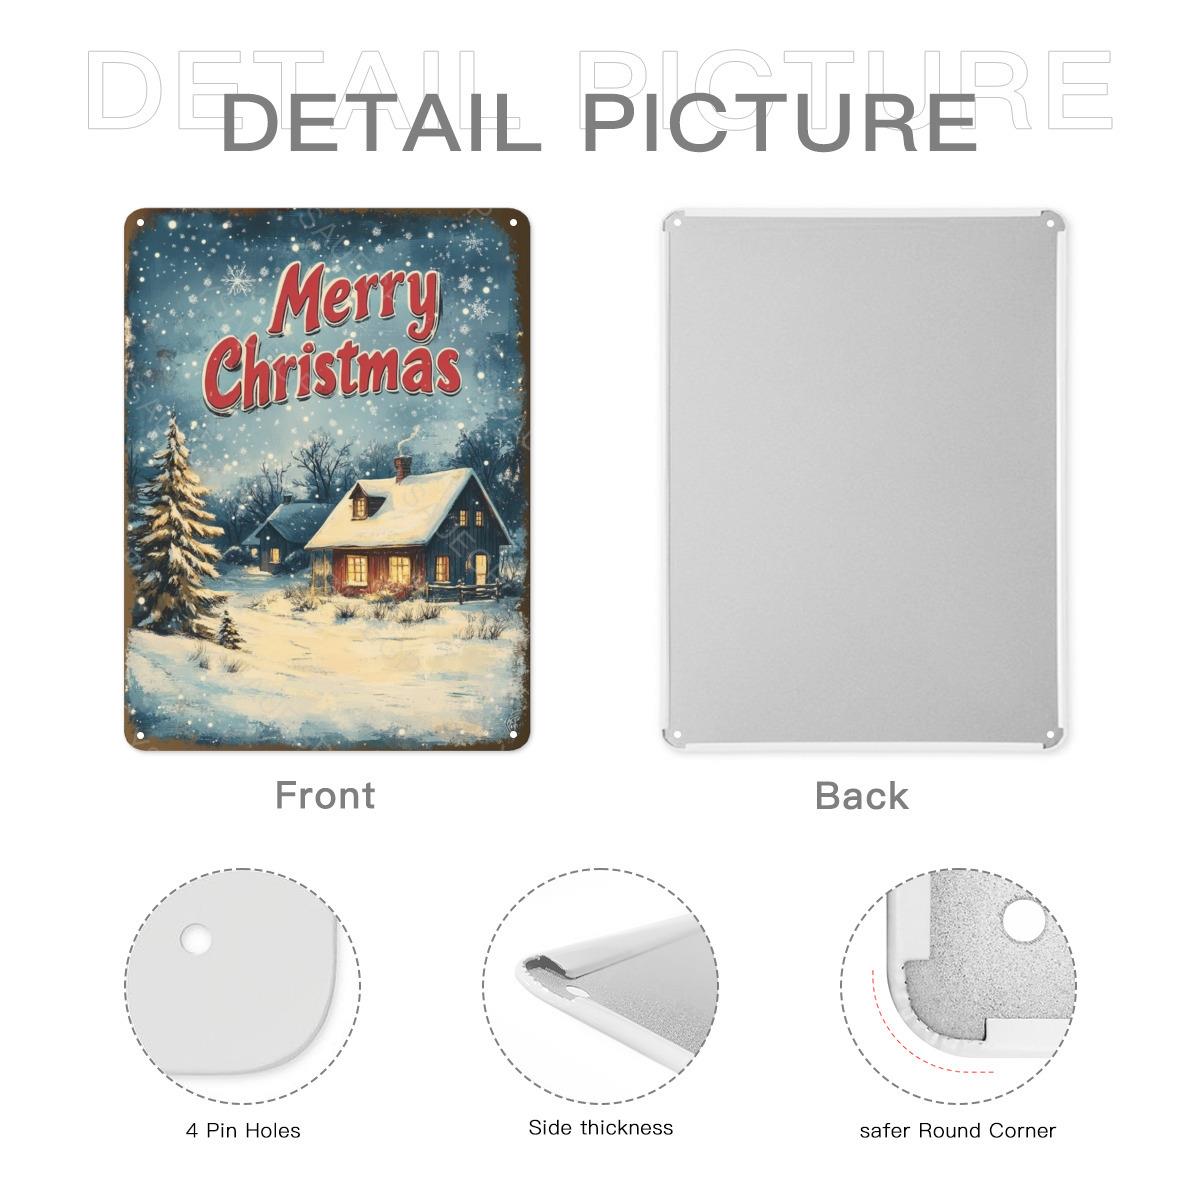 DETAIL PICTURE
DETAIL PICTURE
Merry
Christmas
Front
Back
4 Pin Holes
Side thickness
safer Round Corner